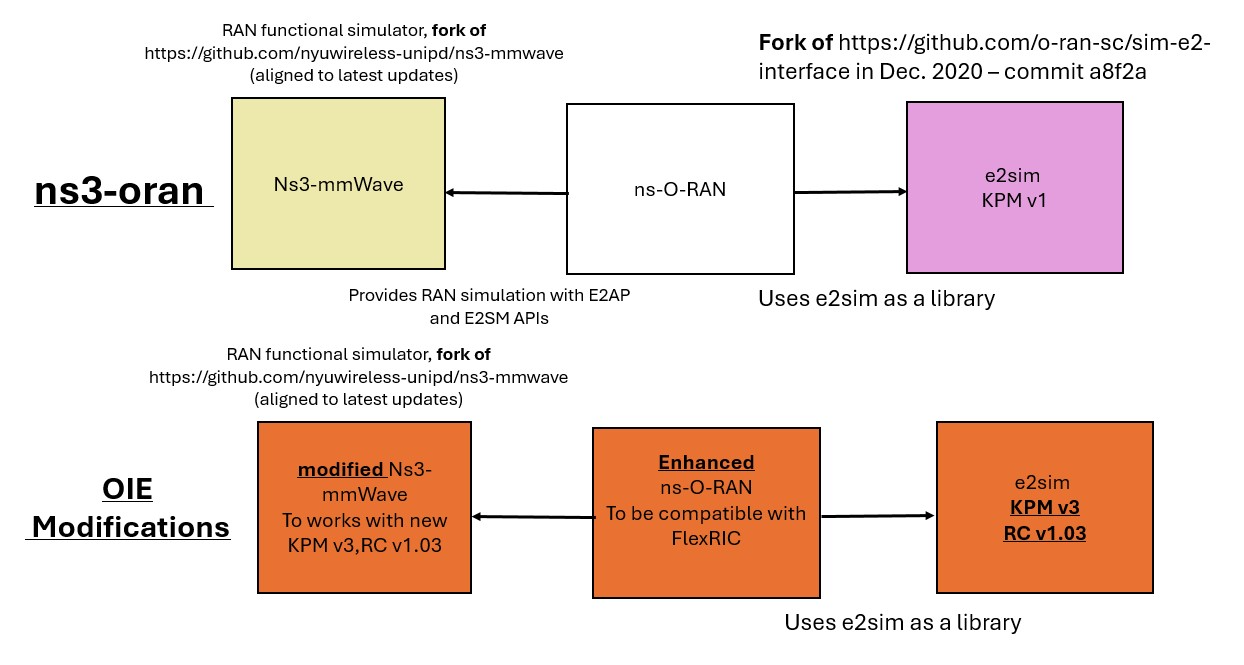 RAN functional simulator, fork of
https://github.com/nyuwireless-unipd/ns3-mmwave
(aligned to latest updates)
Fork of https://github.com/o-ran-sc/sim-e2-
interface in Dec. 2020 – commit a8f2a
ns3-oran
Ns3-mmWave
ns-O-RAN
e2sim
KPM v1
Provides RAN simulation with E2AP
and E2SM APIs
Uses e2sim as a library
RAN functional simulator, fork of
https://github.com/nyuwireless-unipd/ns3-mmwave
(aligned to latest updates)
OIE
Modifications
modified Ns3-
mmWave
To works with new
KPM v3,RC v1.03
Enhanced
ns-O-RAN
To be compatible with
FlexRIC
e2sim
KPM v3
RC v1.03
Uses e2sim as a library